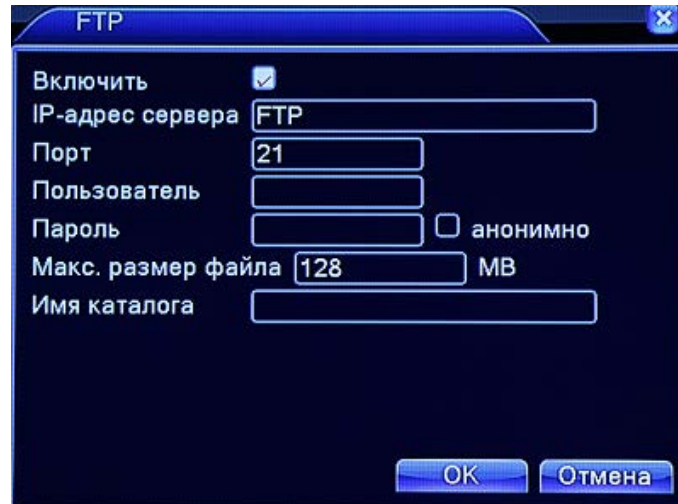 FTP
Включить
IP-адрес сервера FTP
Порт 21
Пользователь
Пароль анонимно
Макс. размер файла 128 MB
Имя каталога
OK Отмена